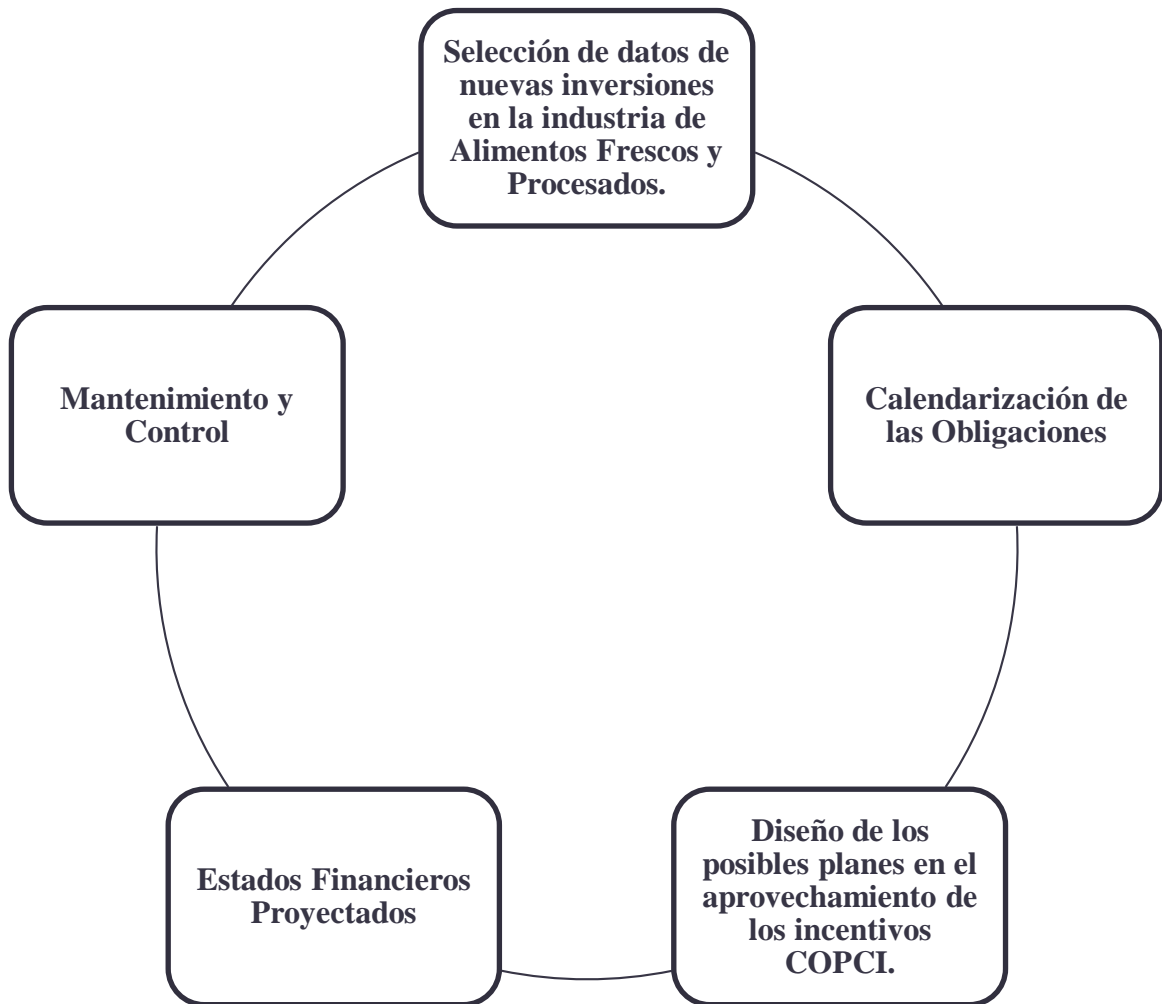 Selección de datos de
nuevas inversiones
en la industria de
Alimentos Frescos y
Procesados.
Calendarización de
las Obligaciones
Diseño de los
posibles planes en el
aprovechamiento de
los incentivos
COPCI.
Estados Financieros
Proyectados
Mantenimiento y
Control